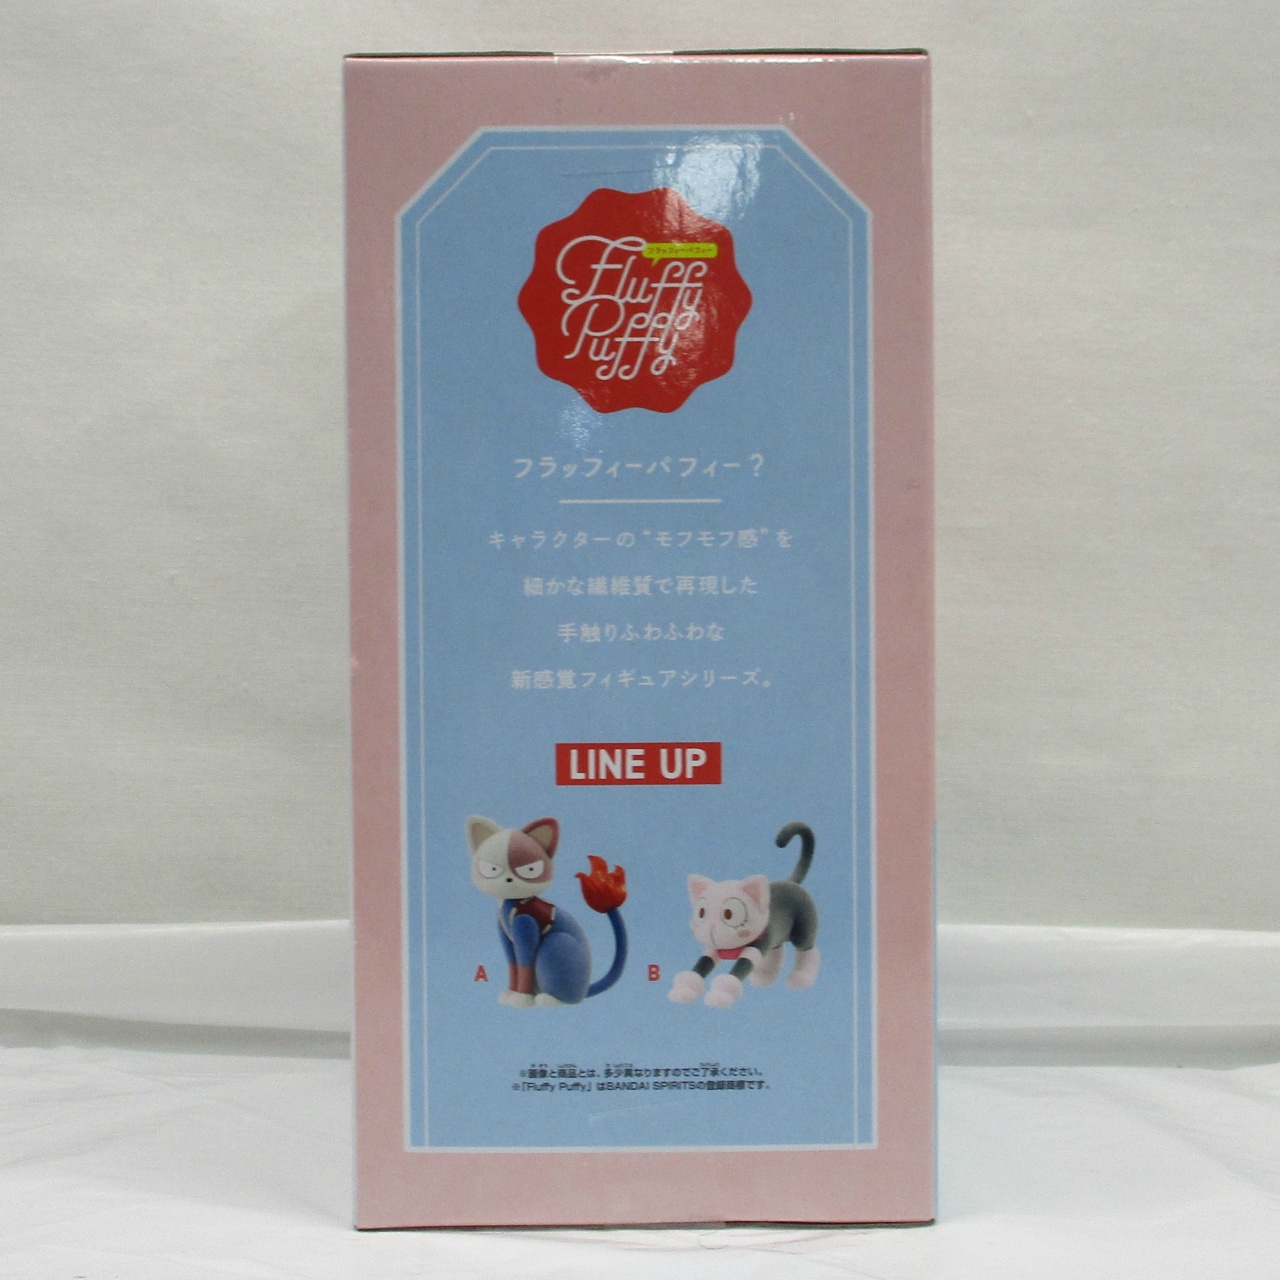 フラッフィーパフィー
Fluffy
Puffy
フラッフィーパフィー?
キャラクターの“モフモフ感”を
細かな繊維質で再現した
手触りふわふわな
新感覚フィギュアシリーズ。
LINE UP
A
B
※画像と商品とは、多少異なりますのでご了承ください。
※「Fluffy Puffy」はBANDAI SPIRITSの登録商標です。